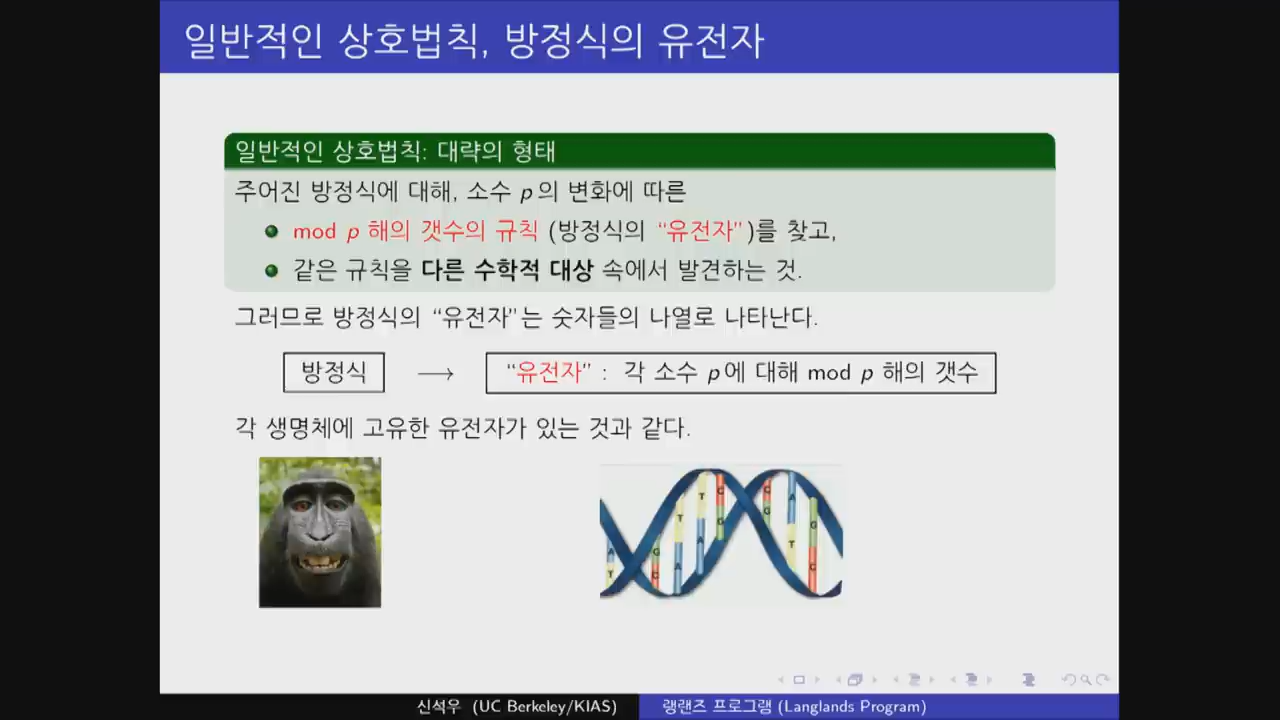 일반적인 상호법칙, 방정식의 유전자
일반적인 상호법칙: 대략의 형태
주어진 방정식에 대해, 소수 p의 변화에 따른
mod p 해의 갯수의 규칙 (방정식의 “유전자”)를 찾고,
같은 규칙을 다른 수학적 대상 속에서 발견하는 것.
그러므로 방정식의 “유전자”는 숫자들의 나열로 나타난다.
방정식 → “유전자” : 각 소수 p에 대해 mod p 해의 갯수
각 생명체에 고유한 유전자가 있는 것과 같다.
T C C A
T G G G
A G A T
T C A C
신석우 (UC Berkeley/KIAS) 랭랜즈 프로그램 (Langlands Program)